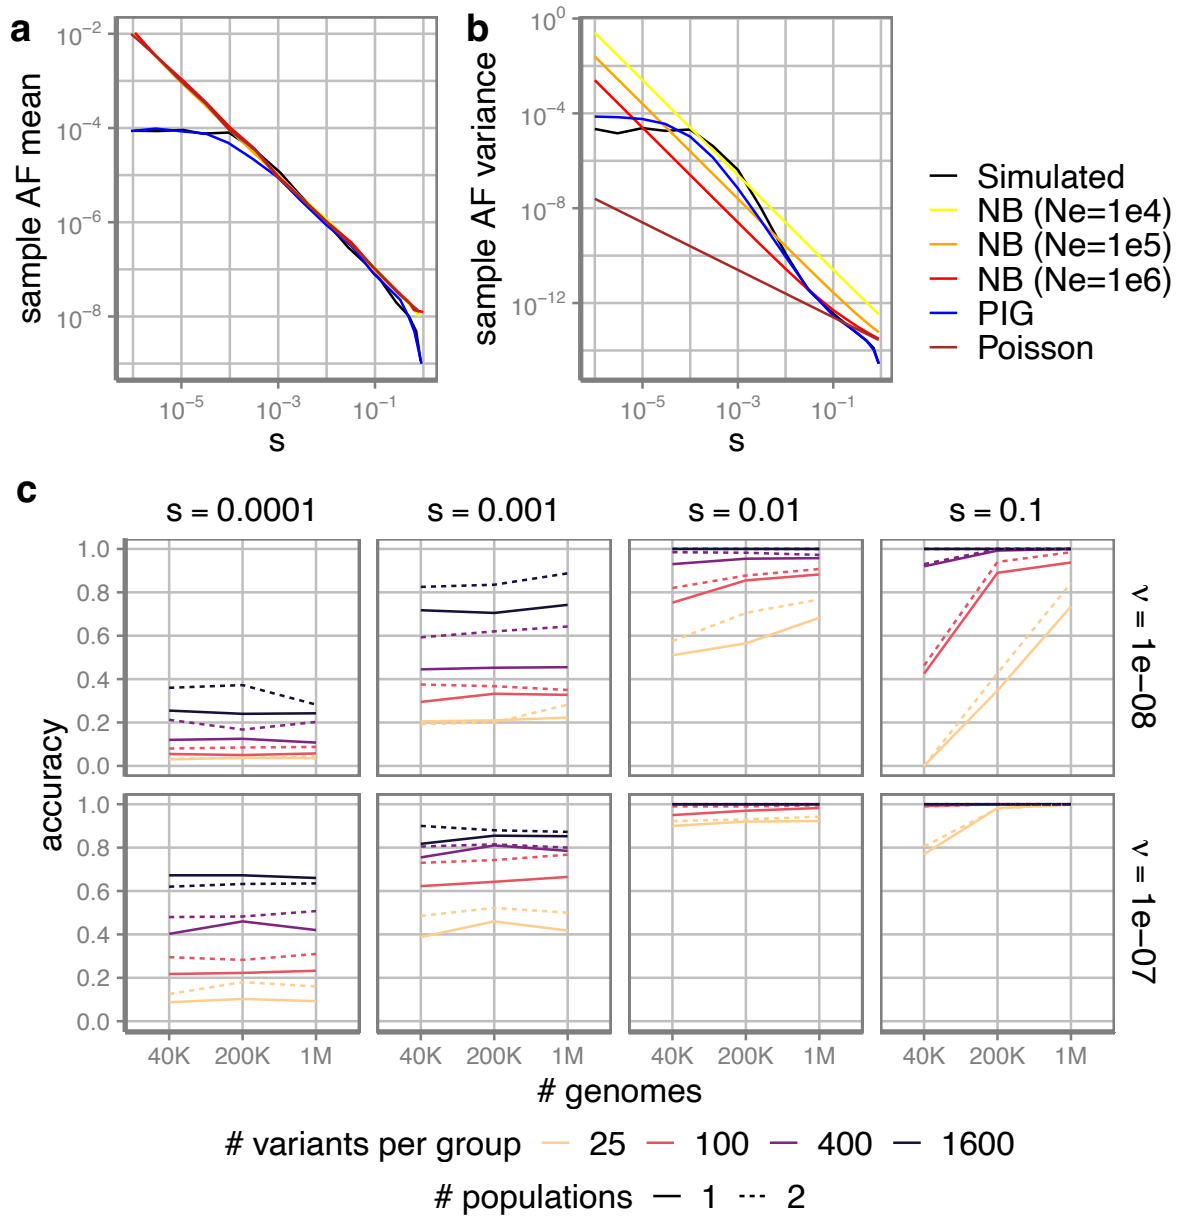 a
sample AF mean
10⁻²
10⁻⁴
10⁻⁶
10⁻⁸
10⁻⁵
10⁻³
10⁻¹
s
b
sample AF variance
10⁰
10⁻⁴
10⁻⁸
10⁻¹²
10⁻⁵
10⁻³
10⁻¹
s
Simulated
NB (Ne=1e4)
NB (Ne=1e5)
NB (Ne=1e6)
PIG
Poisson
c
s = 0.0001
s = 0.001
s = 0.01
s = 0.1
accuracy
1.0
0.8
0.6
0.4
0.2
0.0
ν = 1e−08
1.0
0.8
0.6
0.4
0.2
0.0
ν = 1e−07
40K 200K 1M
40K 200K 1M
40K 200K 1M
40K 200K 1M
# genomes
# variants per group 25 100 400 1600
# populations 1 2